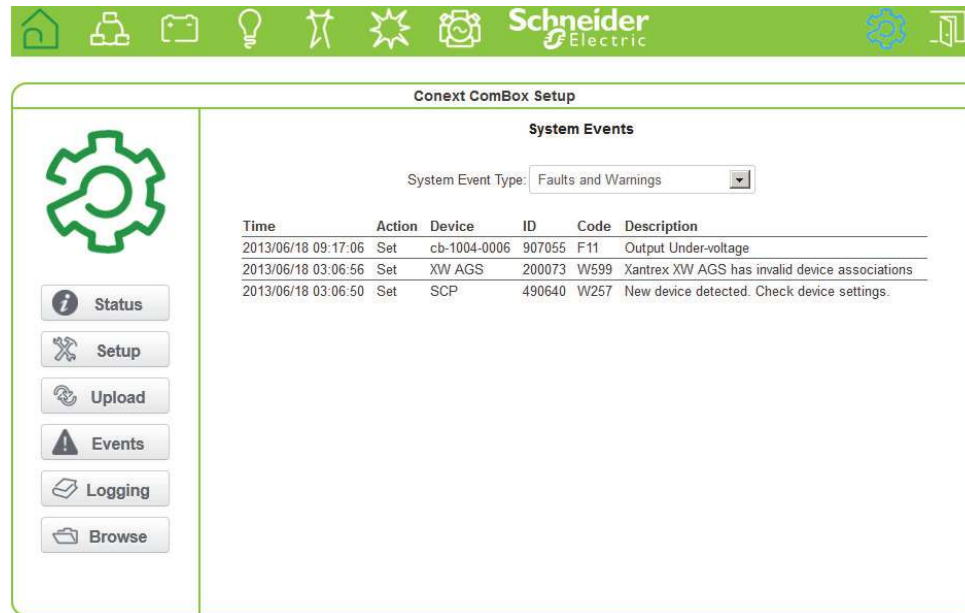 Schneider
Electric
Conext ComBox Setup
System Events
System Event Type: Faults and Warnings
Time Action Device ID Code Description
2013/06/18 09:17:06 Set cb-1004-0006 907055 F11 Output Under-voltage
2013/06/18 03:06:56 Set XW AGS 200073 W599 Xantrex XW AGS has invalid device associations
2013/06/18 03:06:50 Set SCP 490640 W257 New device detected. Check device settings.
Status
Setup
Upload
Events
Logging
Browse